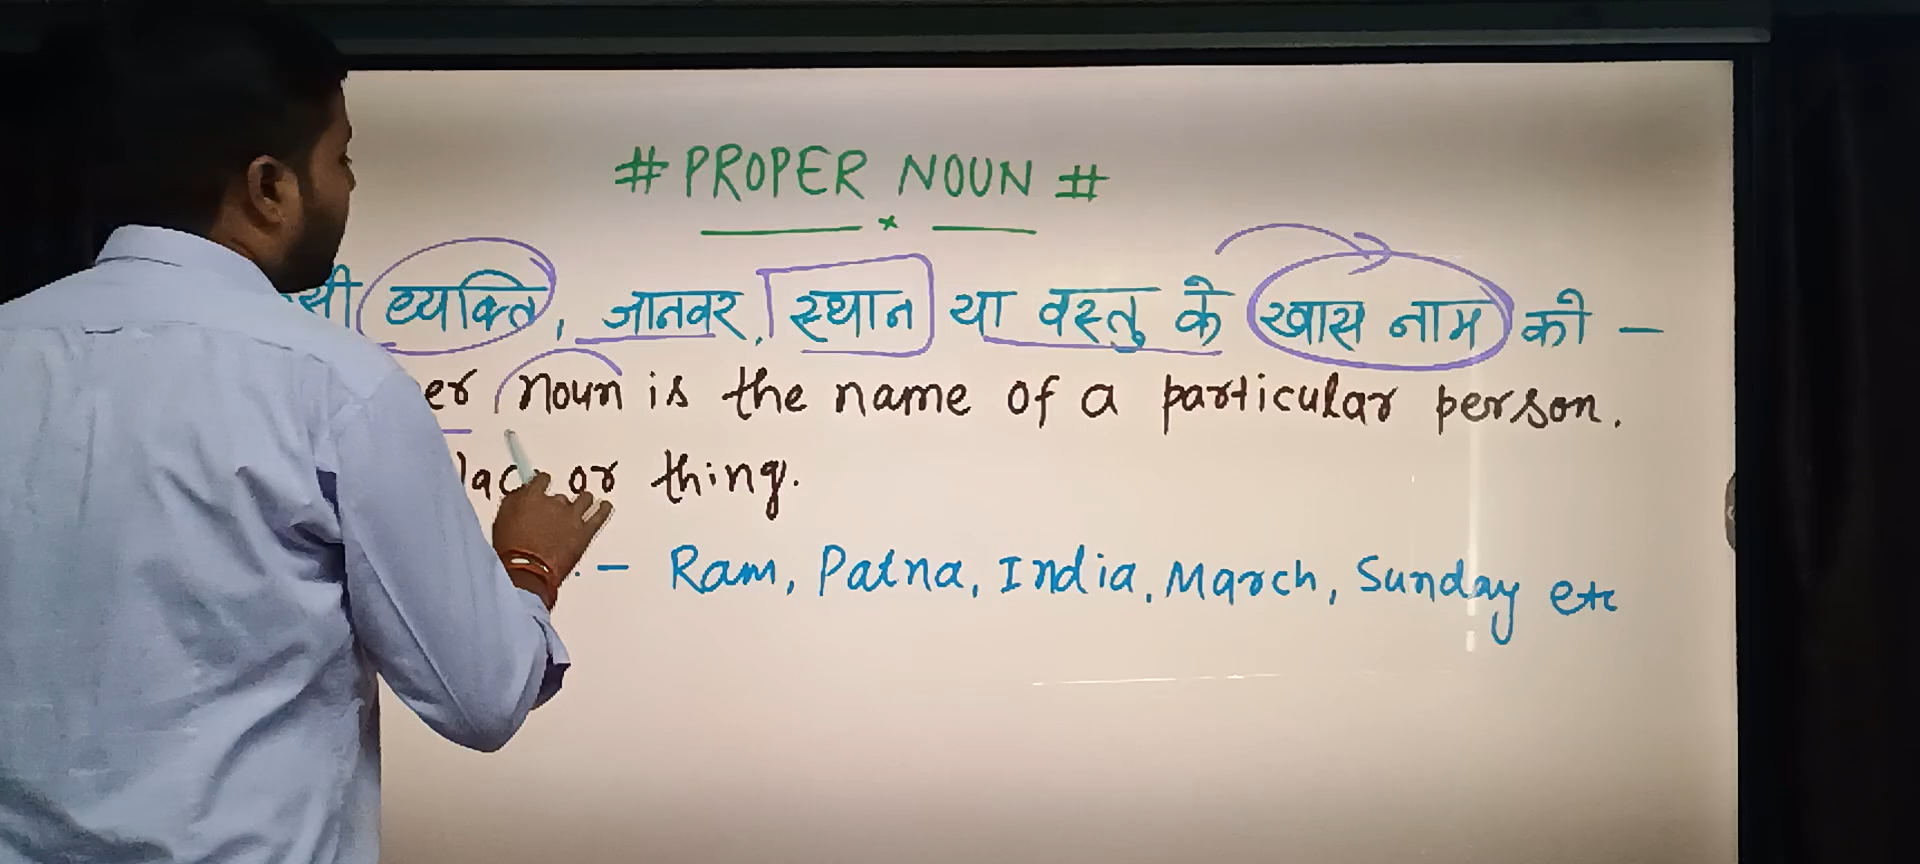 # PROPER NOUN #
व्यक्ति, जानवर, स्थान या वस्तु के खास नाम को –
noun is the name of a particular person.
or thing.
– Ram, Patna, India, March, Sunday etc